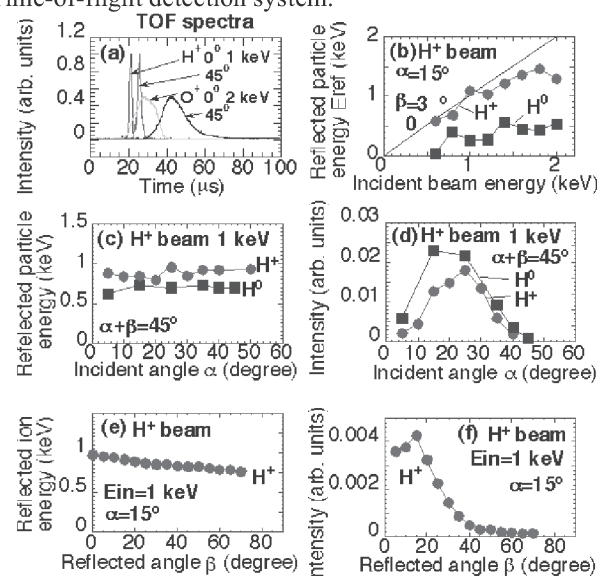 Time-of-flight detection system.
TOF spectra
Intensity (arb. units)
1.2
0.8
0.4
0
(a)
H⁺ 0° 1 keV
45°
O⁺ 0° 2 keV
45°
0 20 40 60 80 100
Time (μs)
Reflected particle
energy Eref (keV)
2
1
0
(b) H⁺ beam
α=15°
β=3 °
0
H⁺
H⁰
0 1 2
Incident beam energy (keV)
Refelected particle
energy (keV)
1.5
1
0.5
0
(c) H⁺ beam 1 keV
H⁺
H⁰
α+β=45°
0 10 20 30 40 50 60
Incident angle α (degree)
Intensity (arb. units)
0.03
0.02
0.01
0
(d) H⁺ beam 1 keV
α+β=45°
H⁰
H⁺
0 10 20 30 40 50 60
Incident angle α (degree)
Reflected ion
energy (keV)
1
0.5
0
(e) H⁺ beam
H⁺
Ein=1 keV
α=15°
0 20 40 60 80
Reflected angle β (degree)
Intensity (arb. units)
0.004
0.002
0
(f) H⁺ beam
Ein=1 keV
α=15°
H⁺
0 20 40 60 80
Reflected angle β (degree)